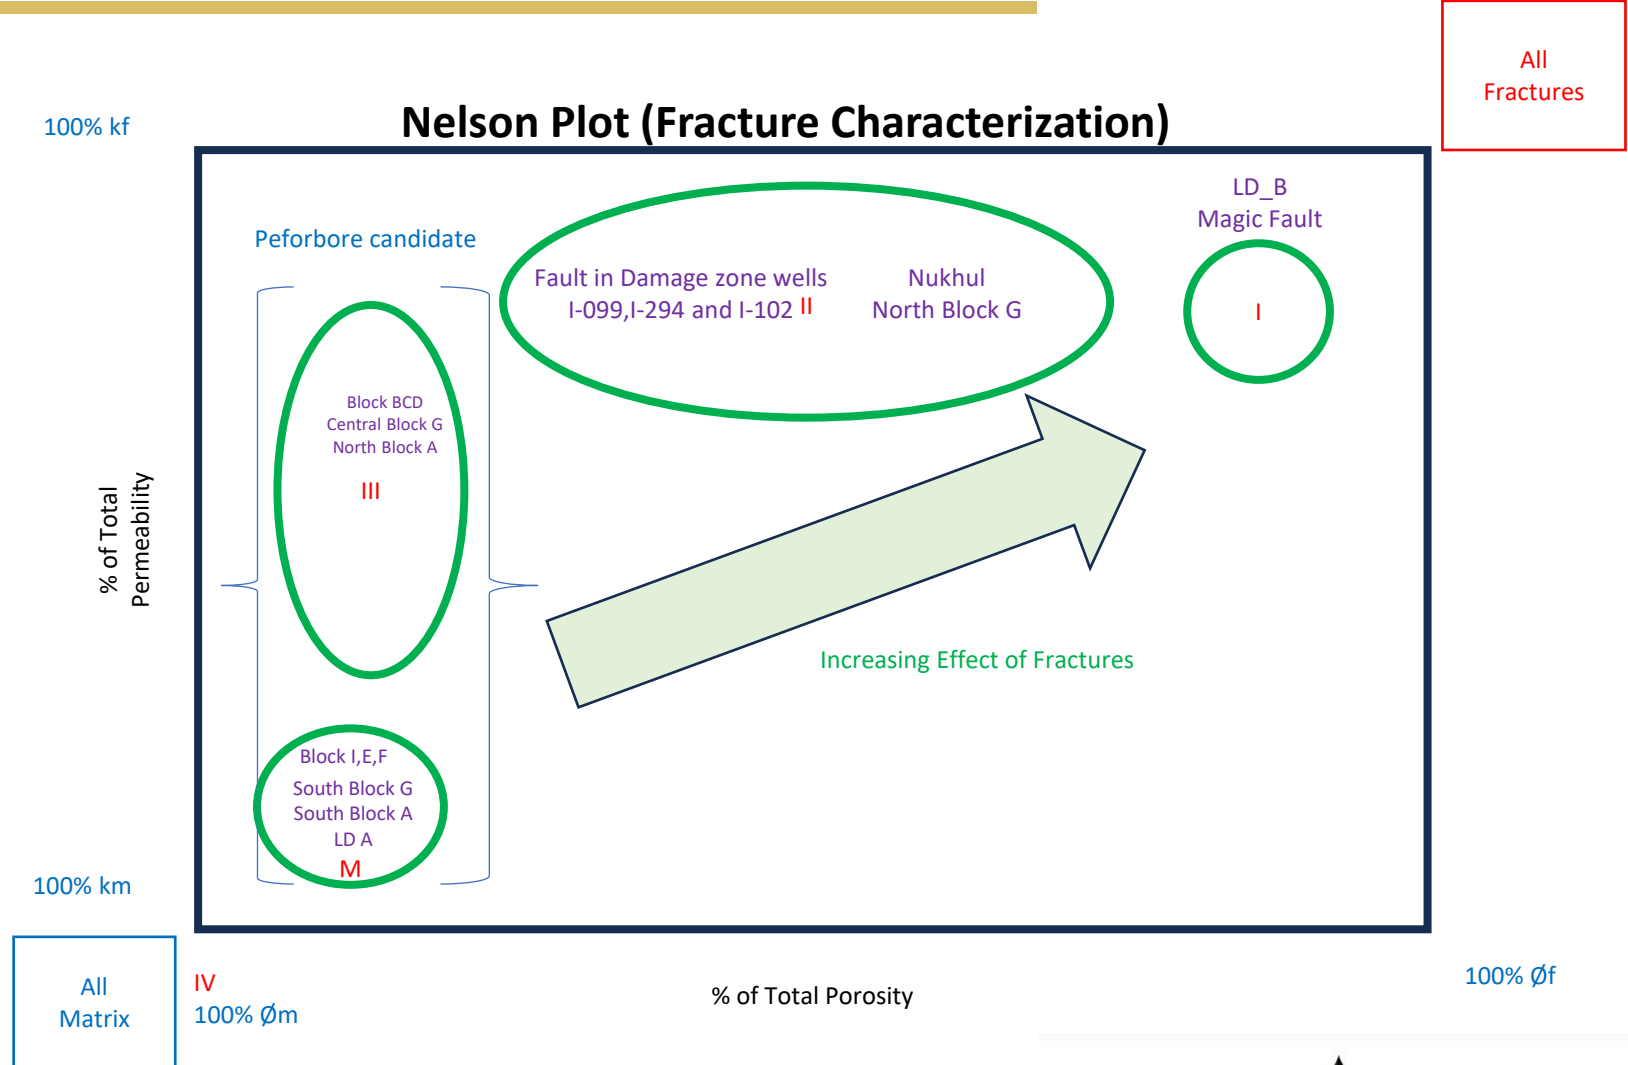 All
Fractures
Nelson Plot (Fracture Characterization)
100% kf
LD_B
Magic Fault
Peforbore candidate
Fault in Damage zone wells
I-099,I-294 and I-102
II
Nukhul
North Block G
I
Block BCD
Central Block G
North Block A
III
% of Total
Permeability
Increasing Effect of Fractures
Block I,E,F
South Block G
South Block A
LD A
M
100% km
All
Matrix
IV
100% Øm
% of Total Porosity
100% Øf